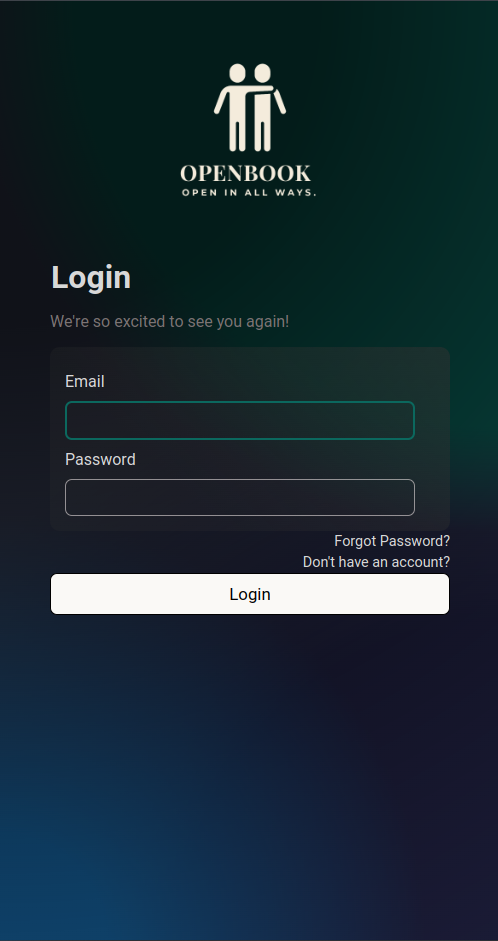 OPENBOOK
OPEN IN ALL WAYS.
Login
We're so excited to see you again!
Email
Password
Forgot Password?
Don't have an account?
Login